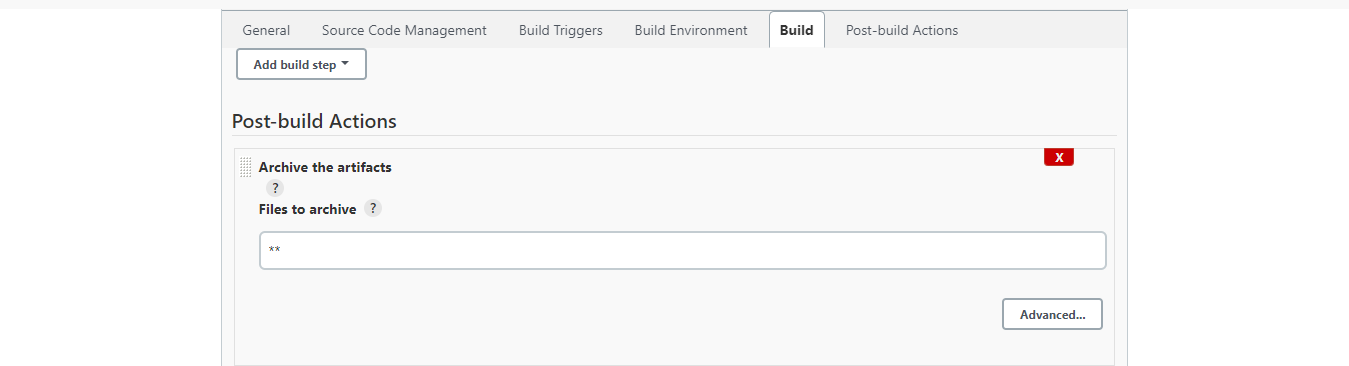 General Source Code Management Build Triggers Build Environment Build Post-build Actions
Add build step
Post-build Actions
Archive the artifacts
X
?
Files to archive ?
**
Advanced...